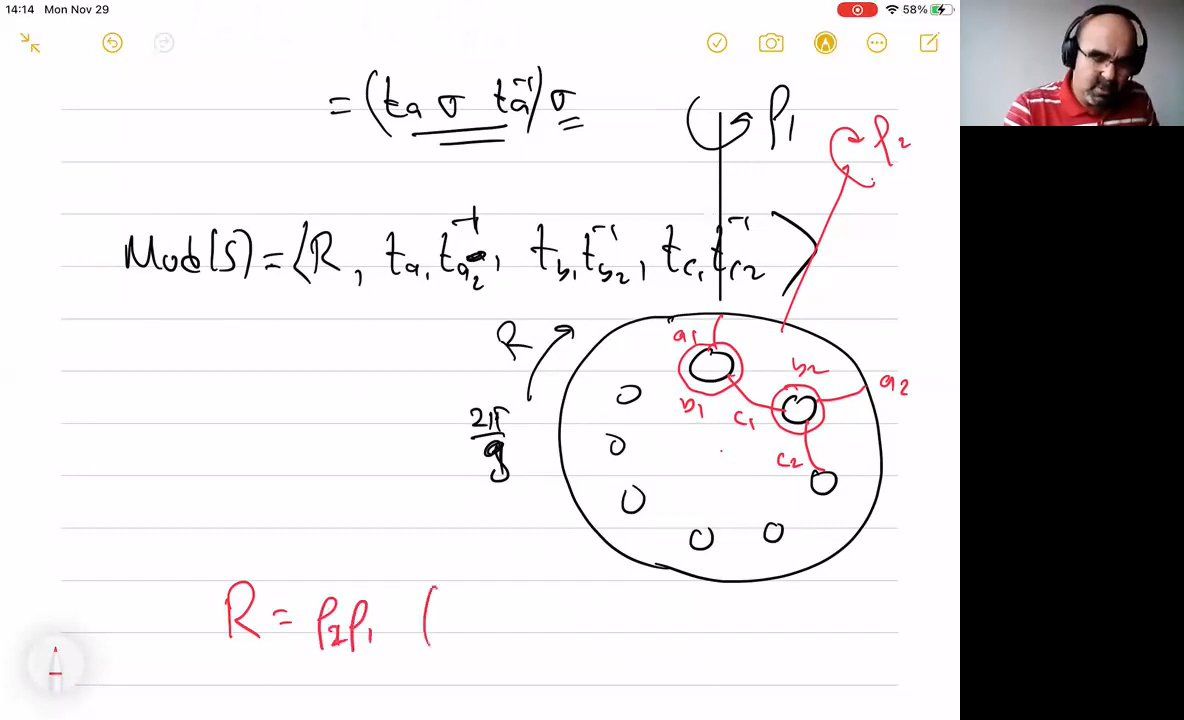 14:14 Mon Nov 29
58%
= (ta σ ta⁻¹) σ
ρ₁
ρ₂
Mod(S) = ⟨R, ta₁ ta₂⁻¹, tb₁ tb₂⁻¹, tc₁ tc₂⁻¹⟩
R
2π/g
a₁
b₂
a₂
b₁
c₁
c₂
R = ρ₂ρ₁ (